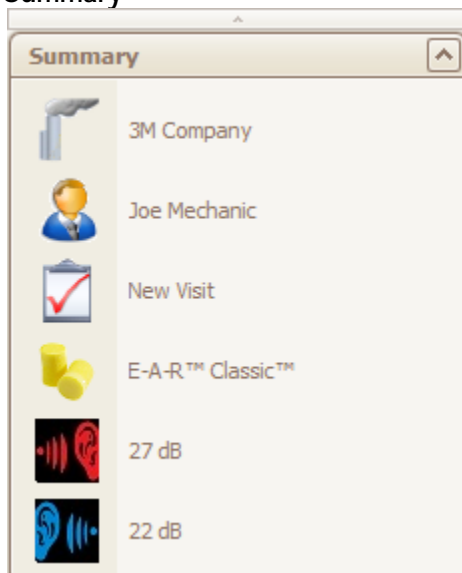 Summary
Summary
3M Company
Joe Mechanic
New Visit
E-A-R™ Classic™
27 dB
22 dB